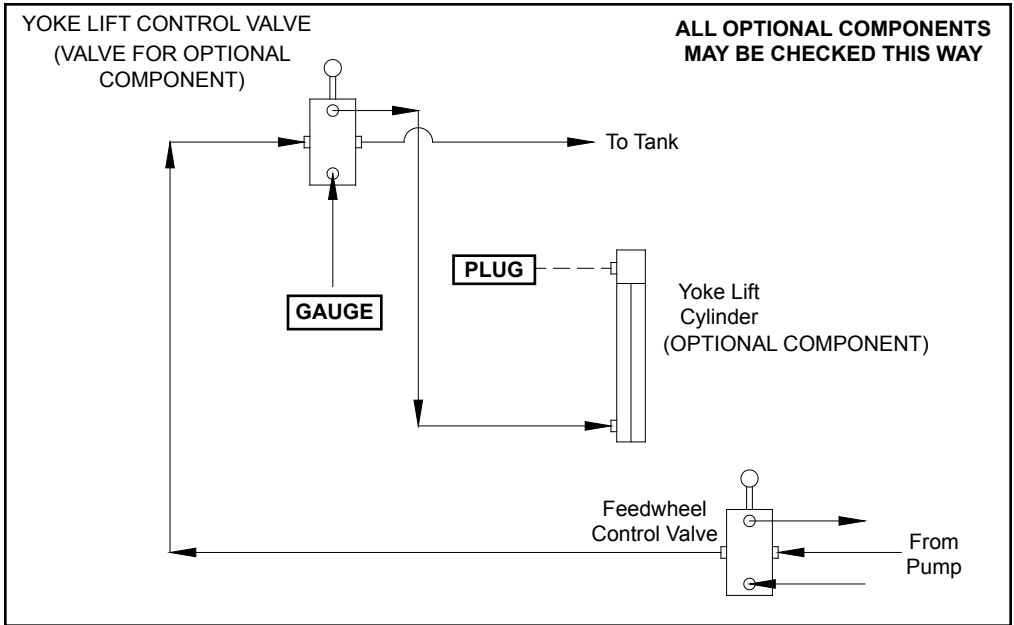 YOKE LIFT CONTROL VALVE
(VALVE FOR OPTIONAL
COMPONENT)
ALL OPTIONAL COMPONENTS
MAY BE CHECKED THIS WAY
To Tank
GAUGE
PLUG
Yoke Lift
Cylinder
(OPTIONAL COMPONENT)
Feedwheel
Control Valve
From
Pump